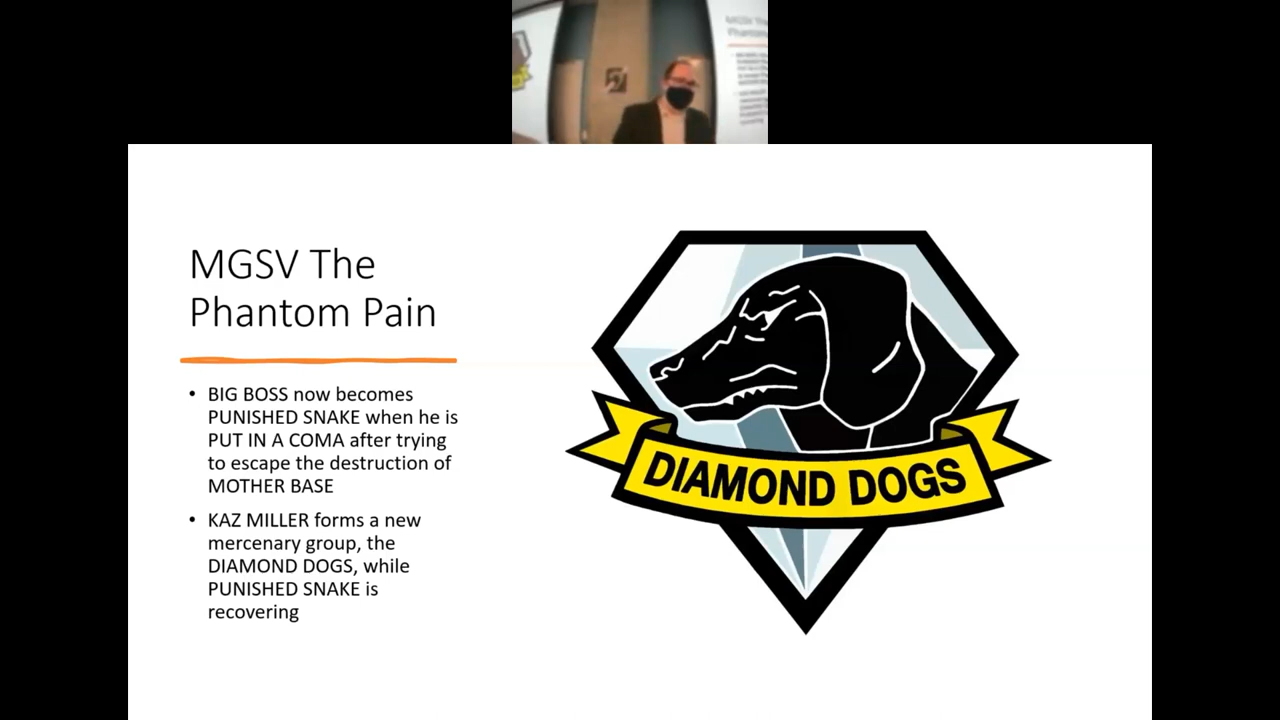 MGSV The
Phantom Pain
• BIG BOSS now becomes
PUNISHED SNAKE when he is
PUT IN A COMA after trying
to escape the destruction of
MOTHER BASE
• KAZ MILLER forms a new
mercenary group, the
DIAMOND DOGS, while
PUNISHED SNAKE is
recovering
DIAMOND DOGS